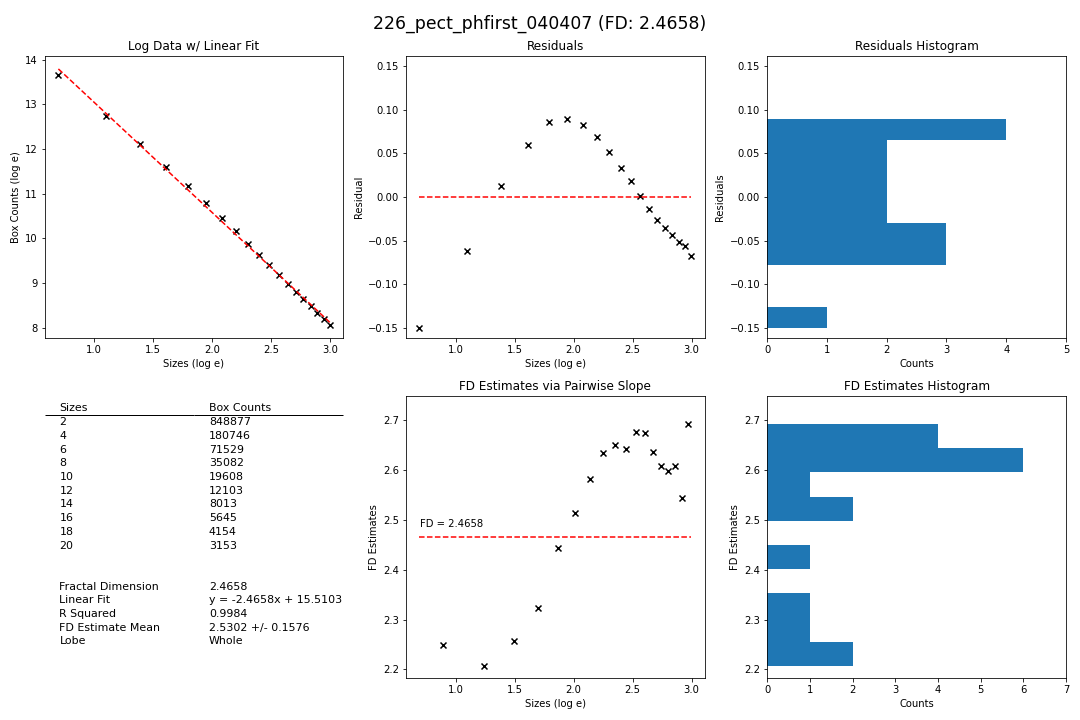 226_pect_phfirst_040407 (FD: 2.4658)
Log Data w/ Linear Fit
14
13
12
11
10
9
8
Box Counts (log e)
1.0 1.5 2.0 2.5 3.0
Sizes (log e)
Residuals
0.15
0.10
0.05
0.00
−0.05
−0.10
−0.15
Residual
1.0 1.5 2.0 2.5 3.0
Sizes (log e)
Residuals Histogram
0.15
0.10
0.05
0.00
−0.05
−0.10
−0.15
Residuals
0 1 2 3 4 5
Counts
Sizes Box Counts
2 848877
4 180746
6 71529
8 35082
10 19608
12 12103
14 8013
16 5645
18 4154
20 3153
Fractal Dimension 2.4658
Linear Fit y = -2.4658x + 15.5103
R Squared 0.9984
FD Estimate Mean 2.5302 +/- 0.1576
Lobe Whole
FD Estimates via Pairwise Slope
2.7
2.6
2.5
2.4
2.3
2.2
FD Estimates
FD = 2.4658
1.0 1.5 2.0 2.5 3.0
Sizes (log e)
FD Estimates Histogram
2.7
2.6
2.5
2.4
2.3
2.2
FD Estimates
0 1 2 3 4 5 6 7
Counts